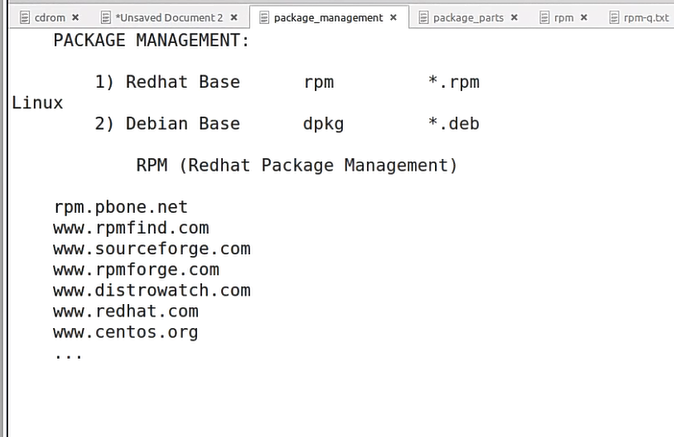 cdrom *Unsaved Document 2 package_management package_parts rpm rpm-q.txt
PACKAGE MANAGEMENT:
1) Redhat Base rpm *.rpm
Linux
2) Debian Base dpkg *.deb
RPM (Redhat Package Management)
rpm.pbone.net
www.rpmfind.com
www.sourceforge.com
www.rpmforge.com
www.distrowatch.com
www.redhat.com
www.centos.org
...